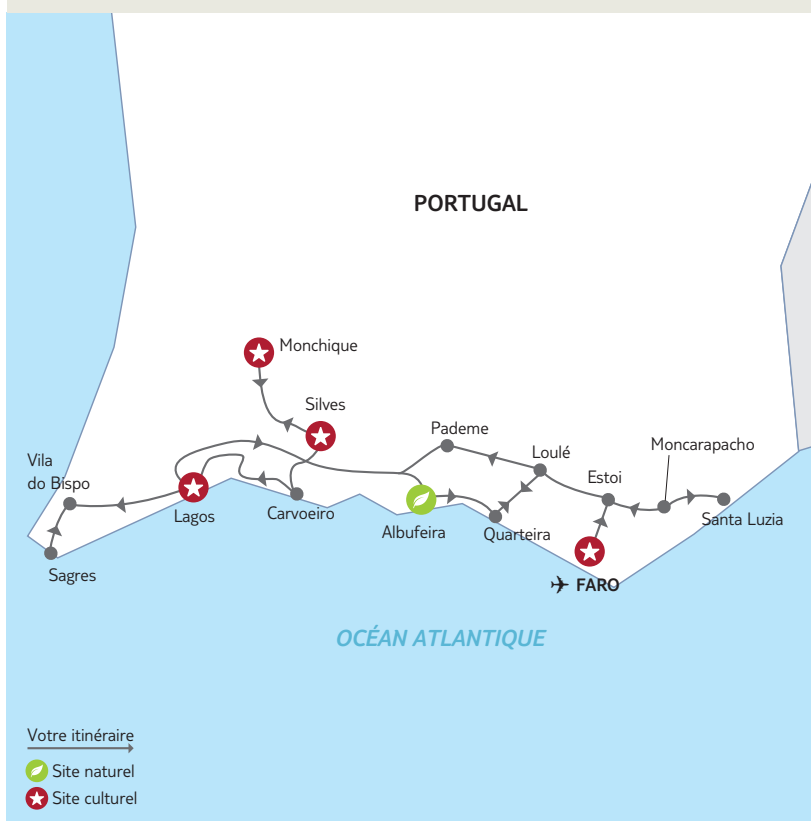 PORTUGAL
Monchique
Silves
Pademe
Loulé
Moncarapacho
Estoi
Vila
do Bispo
Lagos
Carvoeiro
Albufeira
Quarteira
Santa Luzia
Sagres
FARO
OCÉAN ATLANTIQUE
Votre itinéraire
Site naturel
Site culturel